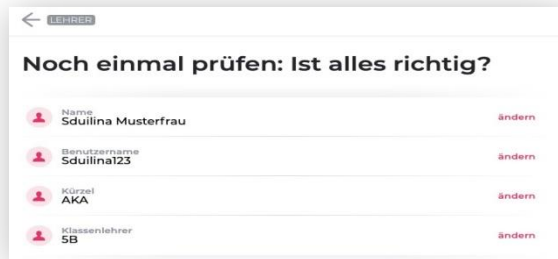 LEHRER
Noch einmal prüfen: Ist alles richtig?
Name
Sduilina Musterfrau
ändern
Benutzername
Sduilina123
ändern
Kürzel
AKA
ändern
Klassenlehrer
5B
ändern